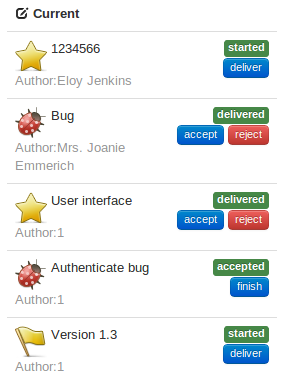 Current
1234566 started
deliver
Author:Eloy Jenkins
Bug delivered
accept reject
Author:Mrs. Joanie
Emmerich
User interface delivered
accept reject
Author:1
Authenticate bug accepted
finish
Author:1
Version 1.3 started
deliver
Author:1